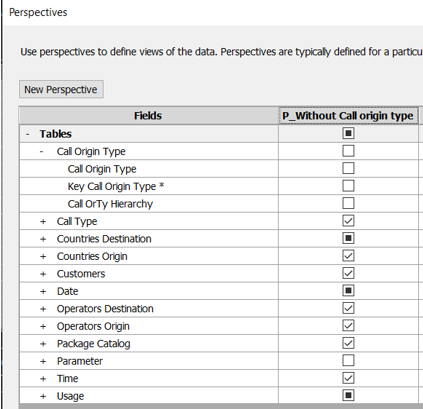 Perspectives
Use perspectives to define views of the data. Perspectives are typically defined for a
New Perspective
Fields P_Without Call origin type
- Tables
- Call Origin Type
Call Origin Type
Key Call Origin Type *
Call OrTy Hierarchy
+ Call Type
+ Countries Destination
+ Countries Origin
+ Customers
+ Date
+ Operators Destination
+ Operators Origin
+ Package Catalog
+ Parameter
+ Time
+ Usage